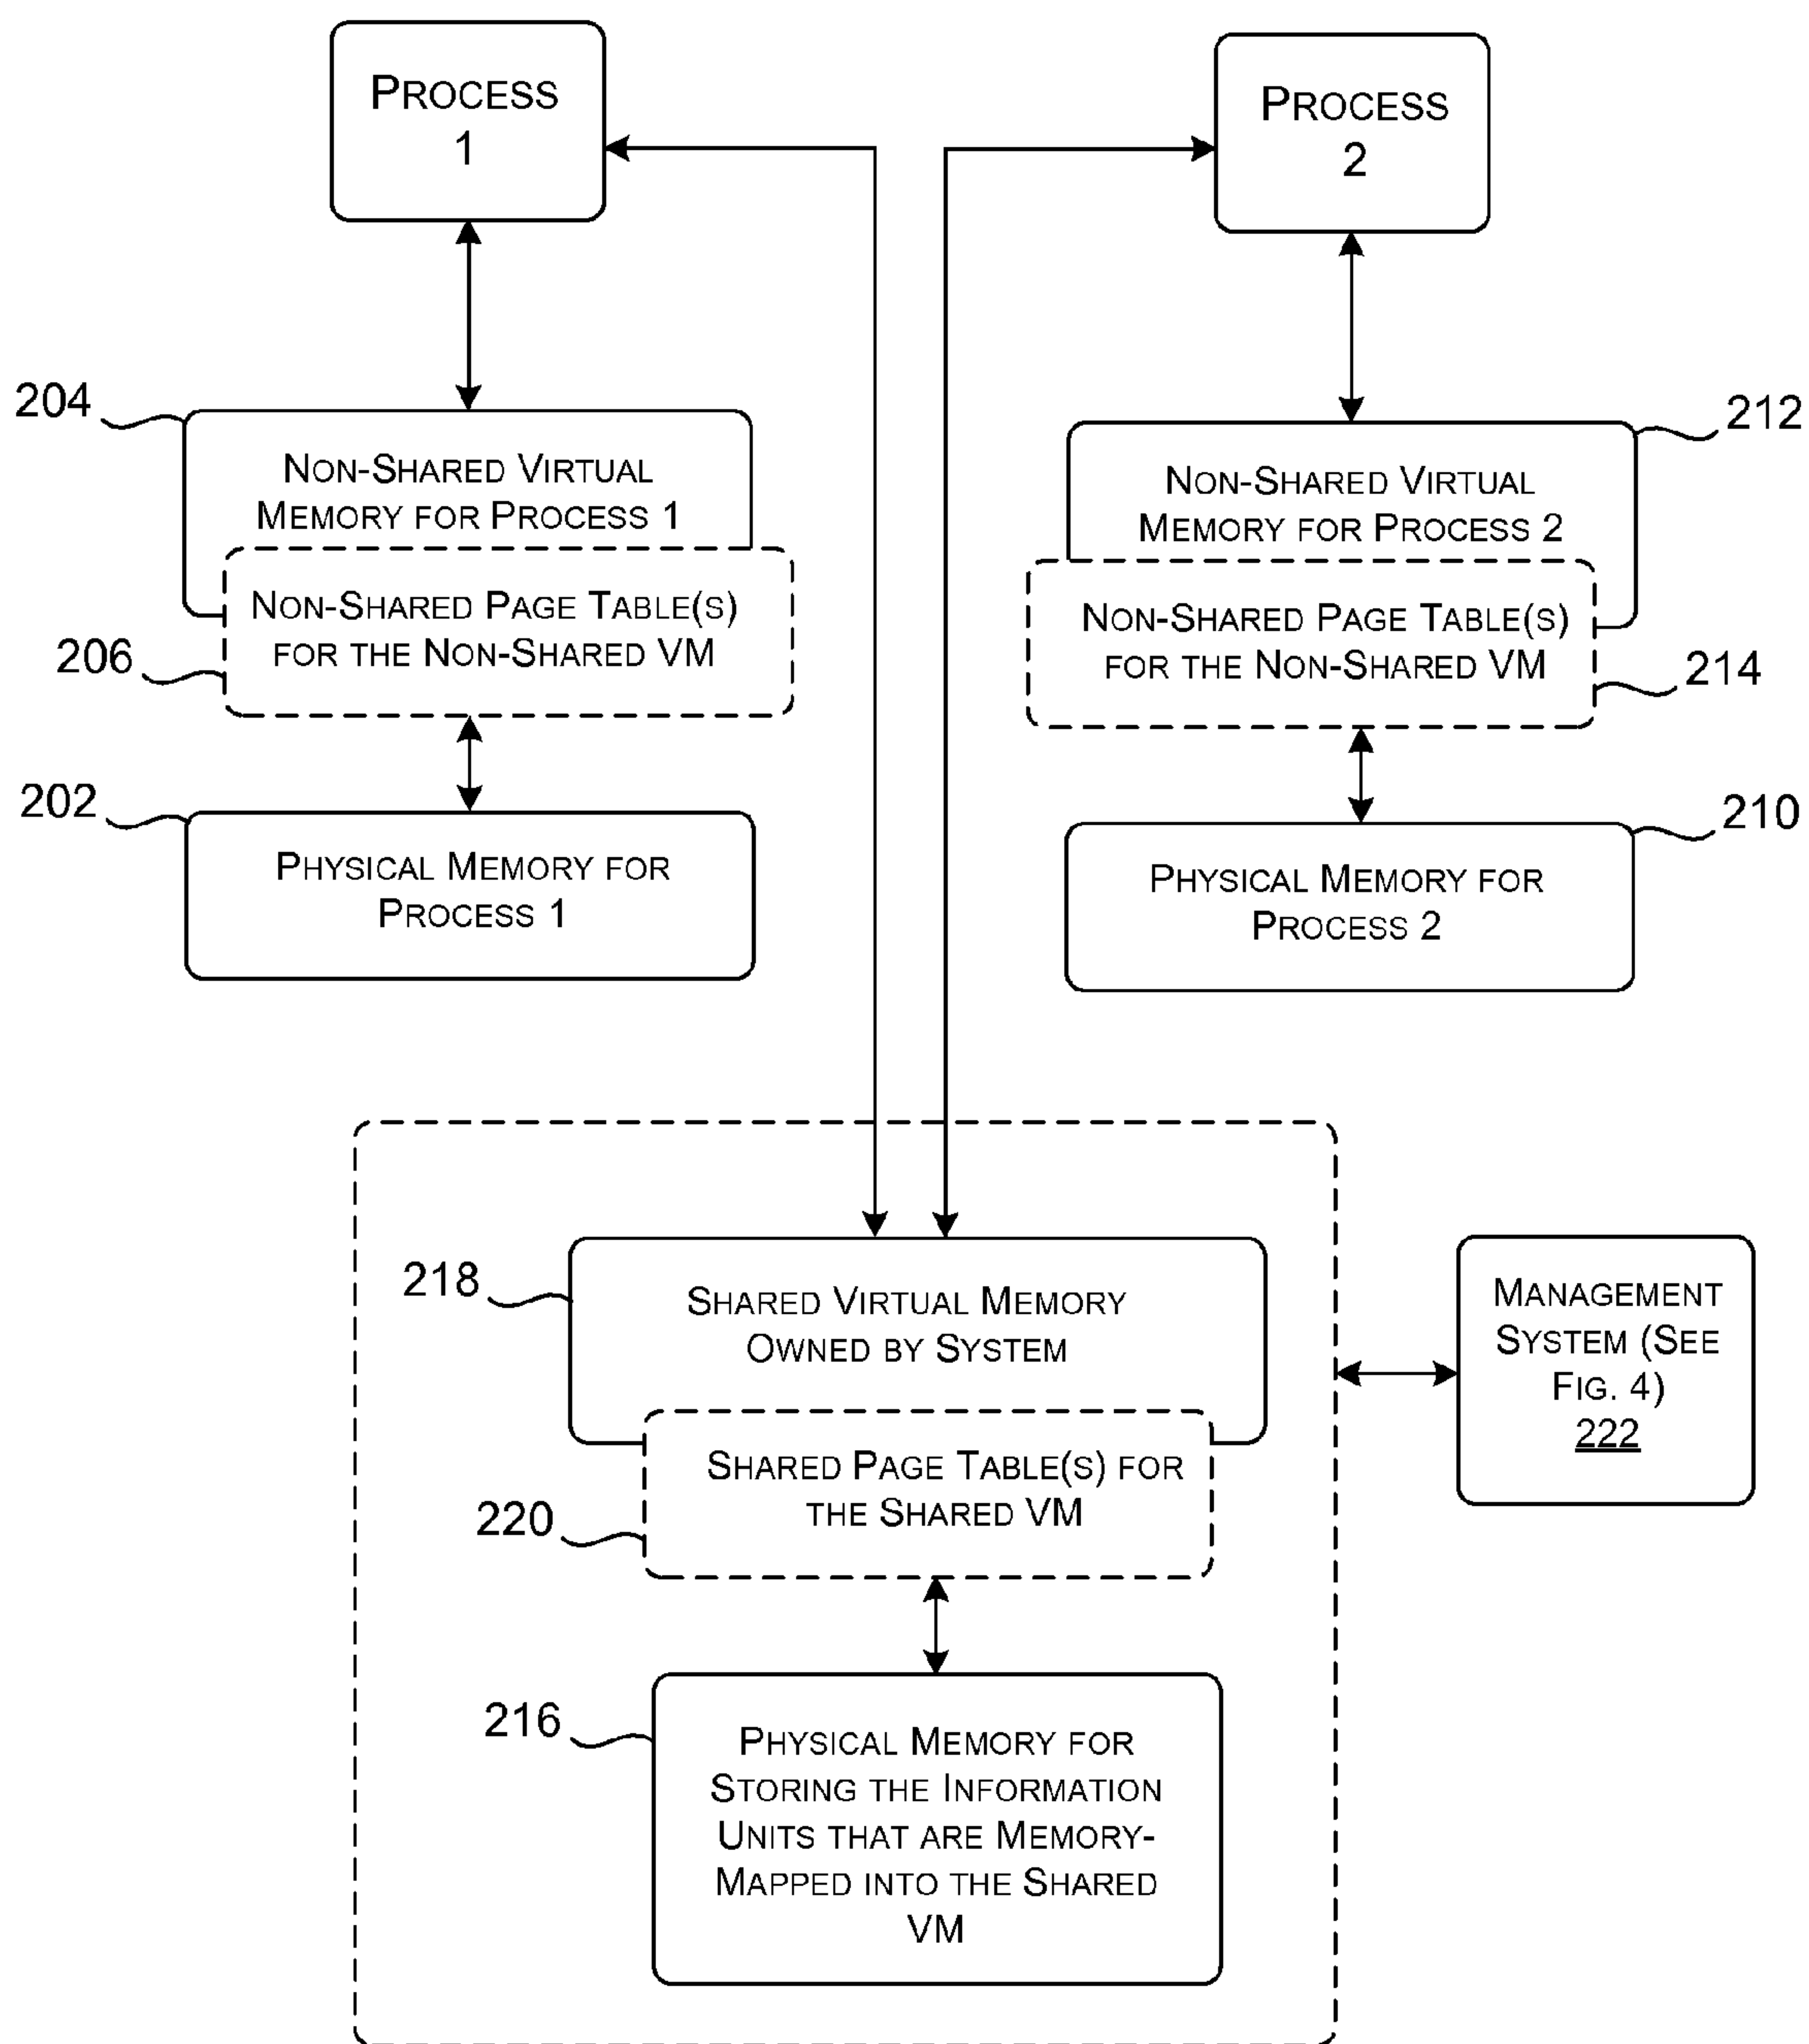 PROCESS
1
PROCESS
2
204
NON-SHARED VIRTUAL
MEMORY FOR PROCESS 1
212
NON-SHARED VIRTUAL
MEMORY FOR PROCESS 2
206
NON-SHARED PAGE TABLE(S)
FOR THE NON-SHARED VM
NON-SHARED PAGE TABLE(S)
FOR THE NON-SHARED VM
214
202
PHYSICAL MEMORY FOR
PROCESS 1
210
PHYSICAL MEMORY FOR
PROCESS 2
218
SHARED VIRTUAL MEMORY
OWNED BY SYSTEM
MANAGEMENT
SYSTEM (SEE
FIG. 4)
222
220
SHARED PAGE TABLE(S) FOR
THE SHARED VM
216
PHYSICAL MEMORY FOR
STORING THE INFORMATION
UNITS THAT ARE MEMORY-
MAPPED INTO THE SHARED
VM